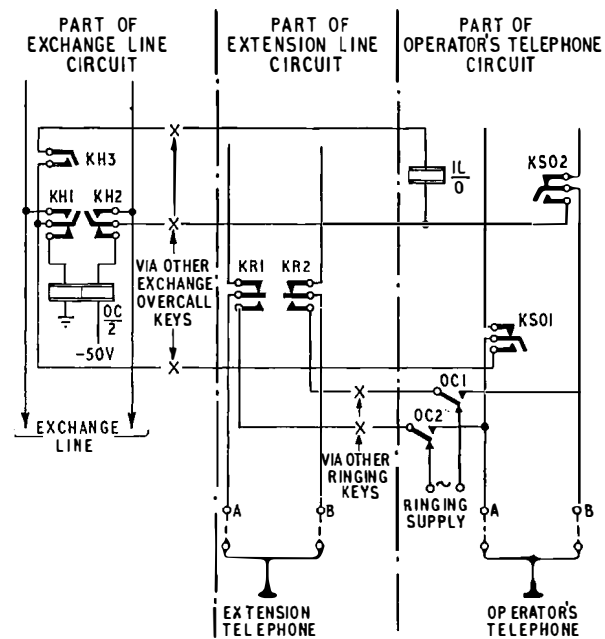 PART OF
EXCHANGE LINE
CIRCUIT
PART OF
EXTENSION LINE
CIRCUIT
PART OF
OPERATOR'S TELEPHONE
CIRCUIT
X
KH3
IL
O
KSO2
KH1
KH2
X
VIA OTHER
EXCHANGE
OVERCALL
KEYS
KR1
KR2
OC
2
-50V
KSO1
X
OC1
X
EXCHANGE
LINE
OC2
X
VIA OTHER
RINGING
KEYS
~
RINGING
SUPPLY
A
B
A
B
EXTENSION
TELEPHONE
OPERATOR'S
TELEPHONE